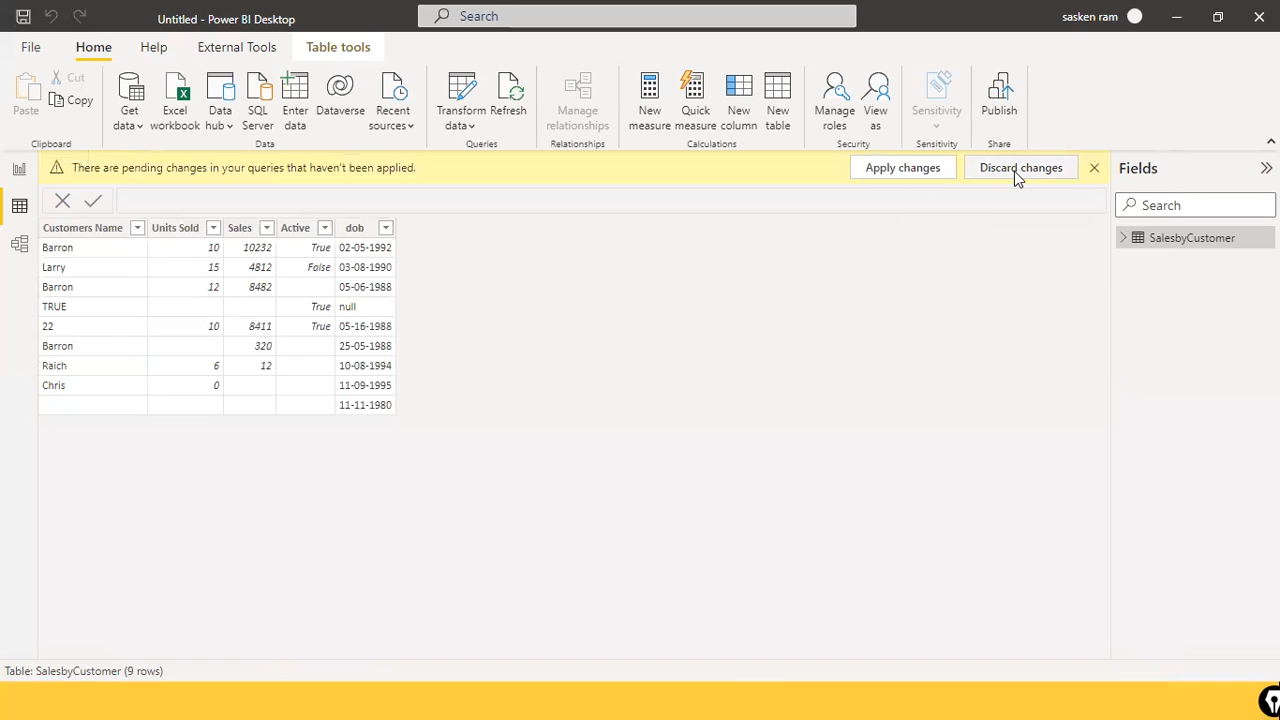 Untitled - Power BI Desktop
Search
sasken ram
File Home Help External Tools Table tools
Paste
Cut
Copy
Get data
Excel workbook
Data hub
SQL Server
Enter data
Dataverse
Recent sources
Transform data
Refresh
Manage relationships
New measure
Quick measure
New column
New table
Manage roles
View as
Sensitivity
Publish
Clipboard Data Queries Relationships Calculations Security Sensitivity Share
There are pending changes in your queries that haven't been applied. Apply changes Discard changes
Fields
Search
SalesbyCustomer
Customers Name Units Sold Sales Active dob
Barron 10 10232 True 02-05-1992
Larry 15 4812 False 03-08-1990
Barron 12 8482 05-06-1988
TRUE True null
22 10 8411 True 05-16-1988
Barron 320 25-05-1988
Raich 6 12 10-08-1994
Chris 0 11-09-1995
11-11-1980
Table: SalesbyCustomer (9 rows)